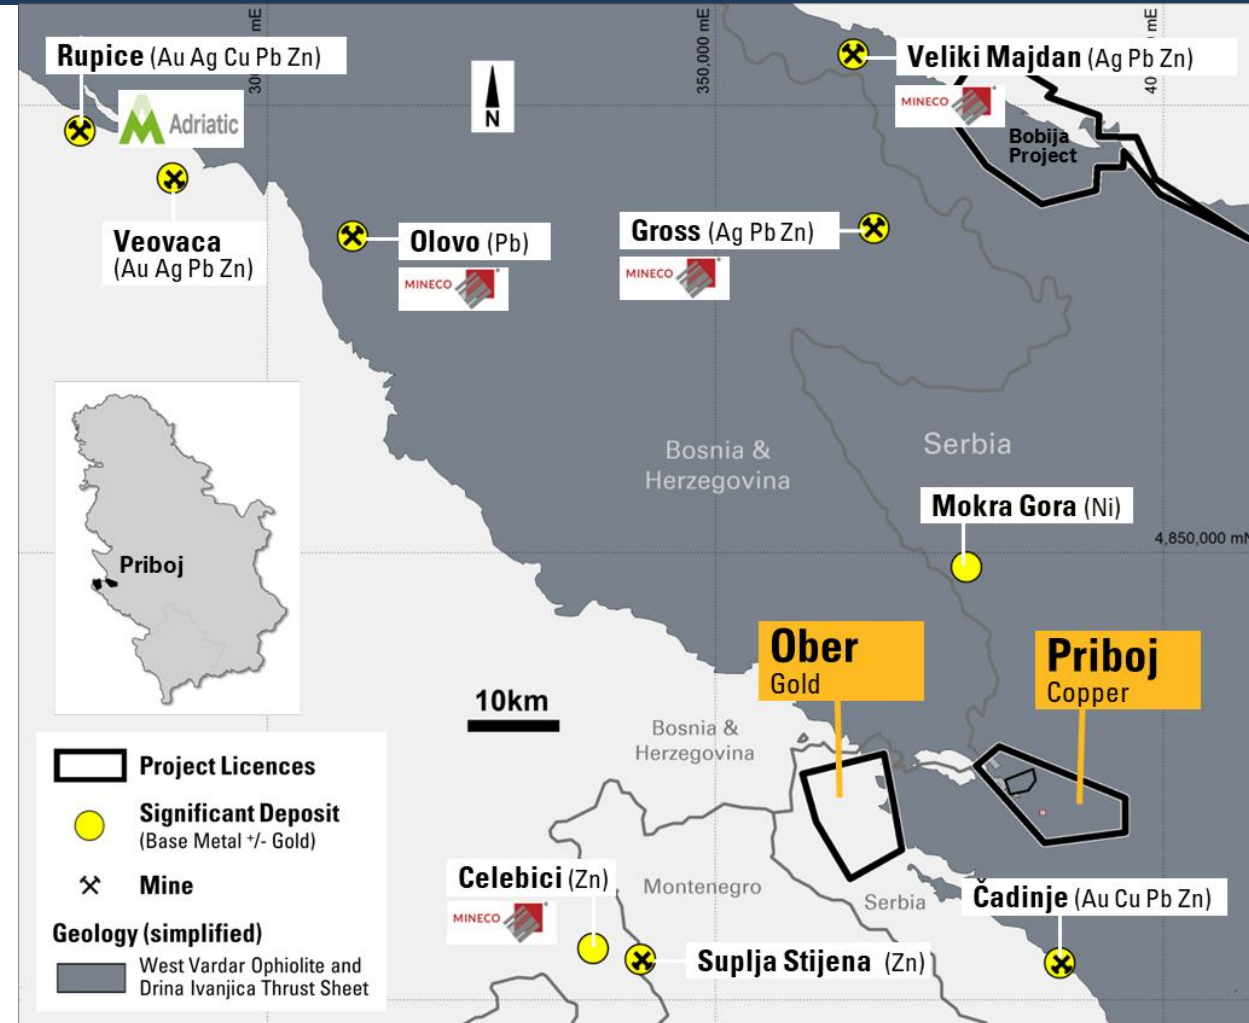 300
350,000 mE
40
mE
mE
Rupice (Au Ag Cu Pb Zn)
Adriatic
N
Veliki Majdan (Ag Pb Zn)
MINECO
Bobija
Project
Veovaca
(Au Ag Pb Zn)
Olovo (Pb)
MINECO
Gross (Ag Pb Zn)
MINECO
Bosnia &
Herzegovina
Serbia
Mokra Gora (Ni)
4,850,000 mN
Priboj
Ober
Gold
Priboj
Copper
10km
Bosnia &
Herzegovina
Project Licences
Significant Deposit
(Base Metal +/- Gold)
Mine
Geology (simplified)
West Vardar Ophiolite and
Drina Ivanjica Thrust Sheet
Celebici (Zn)
MINECO
Montenegro
Serbia
Čadinje (Au Cu Pb Zn)
Suplja Stijena (Zn)